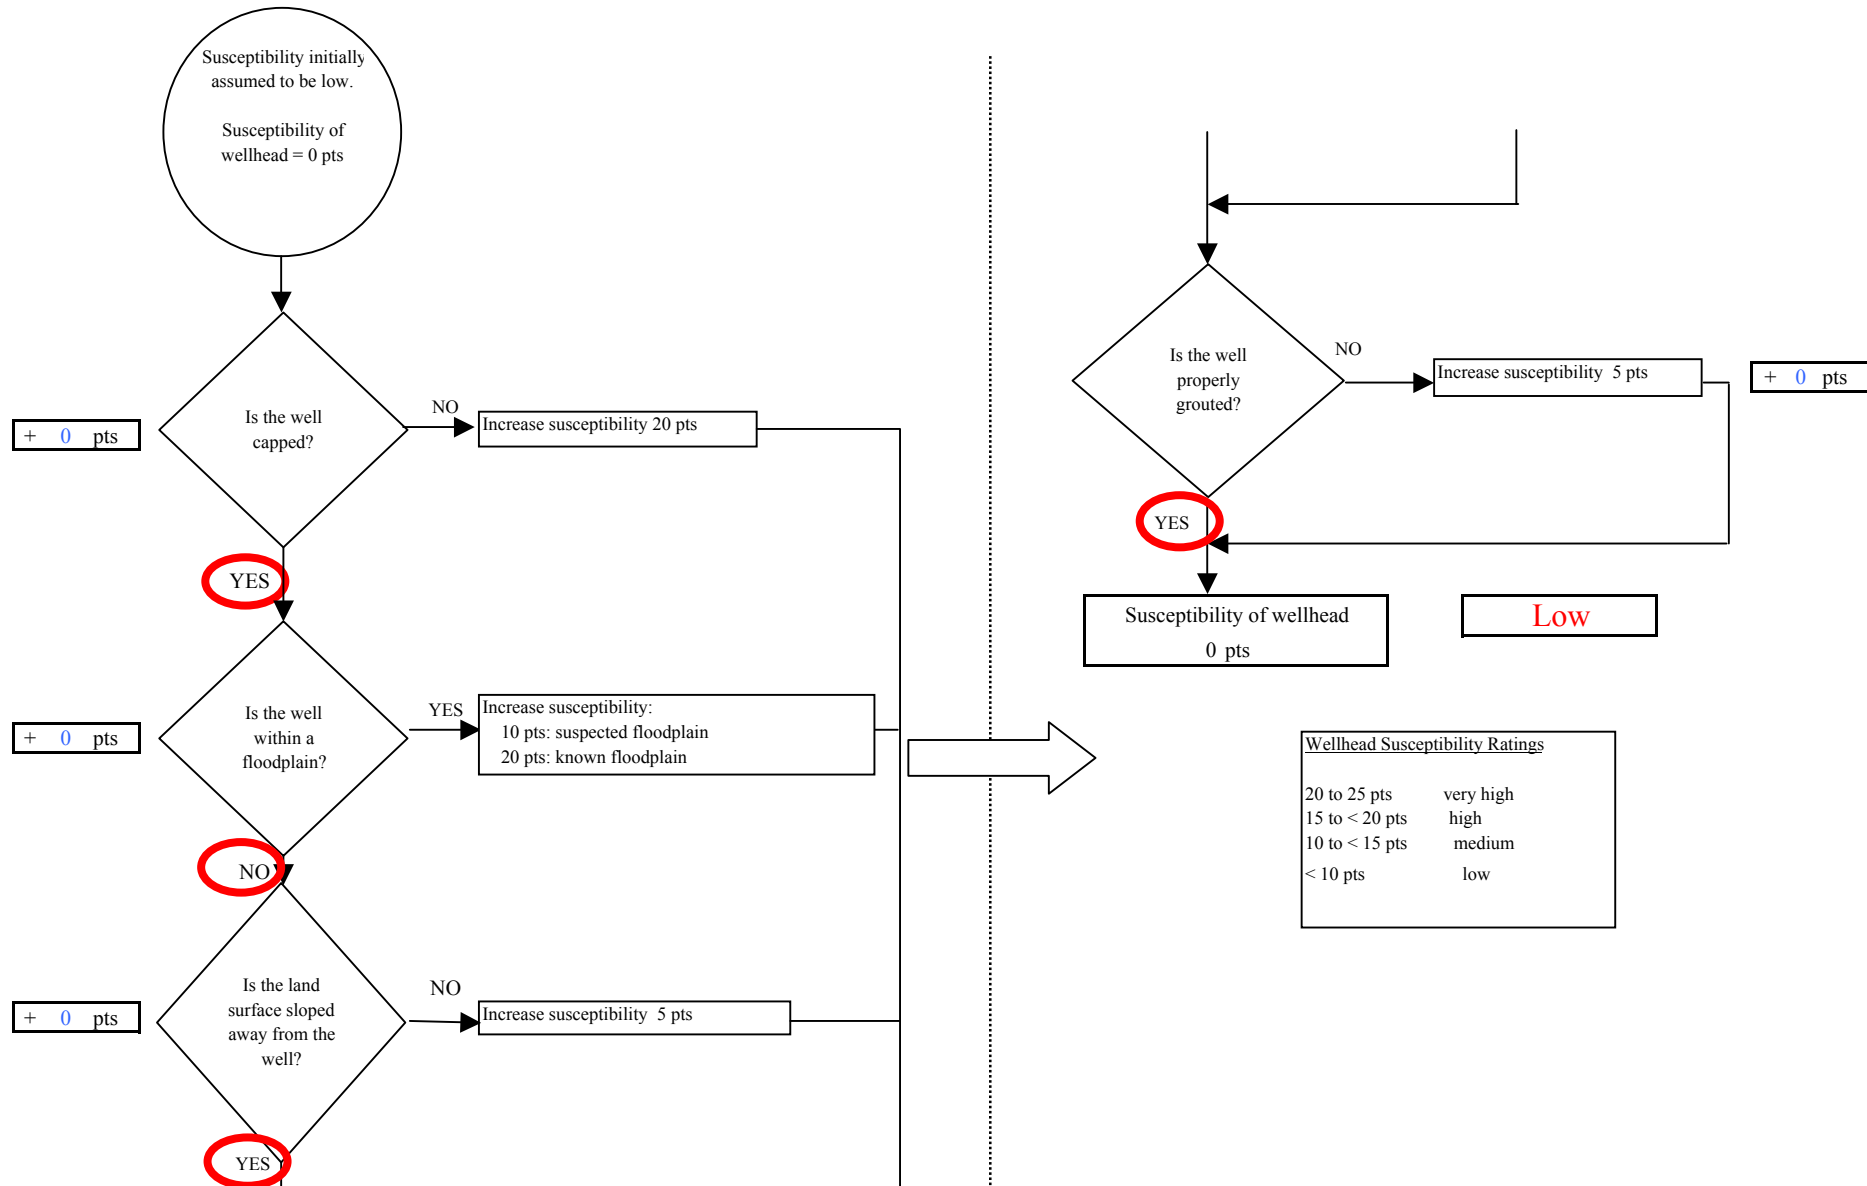 Susceptibility initially
assumed to be low.
Susceptibility of
wellhead = 0 pts
Is the well
capped?
NO
Increase susceptibility 20 pts
+ 0 pts
YES
Is the well
within a
floodplain?
YES
Increase susceptibility:
10 pts: suspected floodplain
20 pts: known floodplain
+ 0 pts
NO
Is the land
surface sloped
away from the
well?
NO
Increase susceptibility 5 pts
+ 0 pts
YES
Is the well
properly
grouted?
NO
Increase susceptibility 5 pts
+ 0 pts
YES
Susceptibility of wellhead
0 pts
Low
Wellhead Susceptibility Ratings
20 to 25 pts very high
15 to < 20 pts high
10 to < 15 pts medium
< 10 pts low